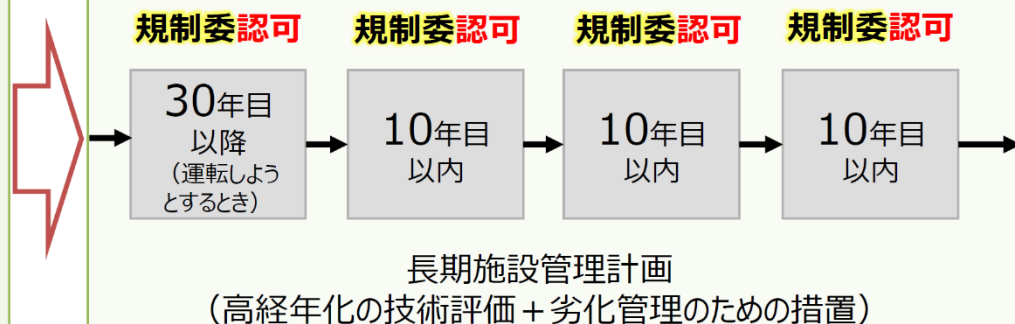 規制委認可
規制委認可
規制委認可
規制委認可
30年目
以降
（運転しよう
とするとき）
10年目
以内
10年目
以内
10年目
以内
長期施設管理計画
（高経年化の技術評価＋劣化管理のための措置）